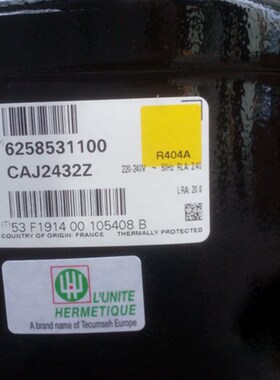 6258531100
R404A
CAJ2432Z
220-240V ~ 50Hz RLA: 2.40
LRA: 20.8
(T) 53 F1914 00 105408 B
COUNTRY OF ORIGIN: FRANCE THERMALLY PROTECTED
L'UNITE
HERMETIQUE
A brand name of Tecumseh Europe